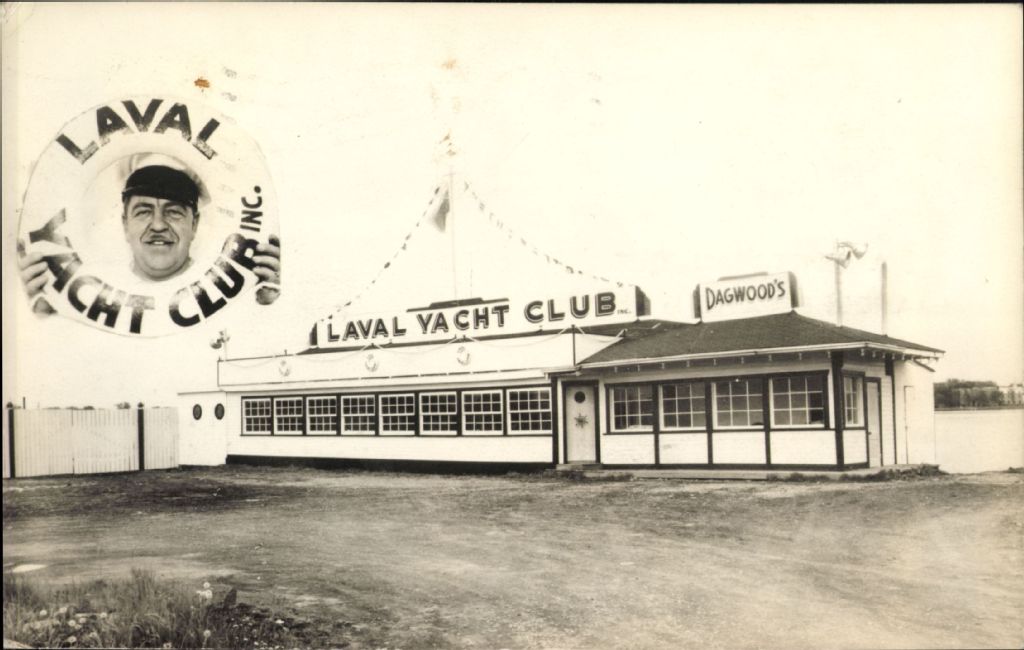 LAVAL
YACHT CLUB INC.
LAVAL YACHT CLUB INC.
DAGWOOD'S